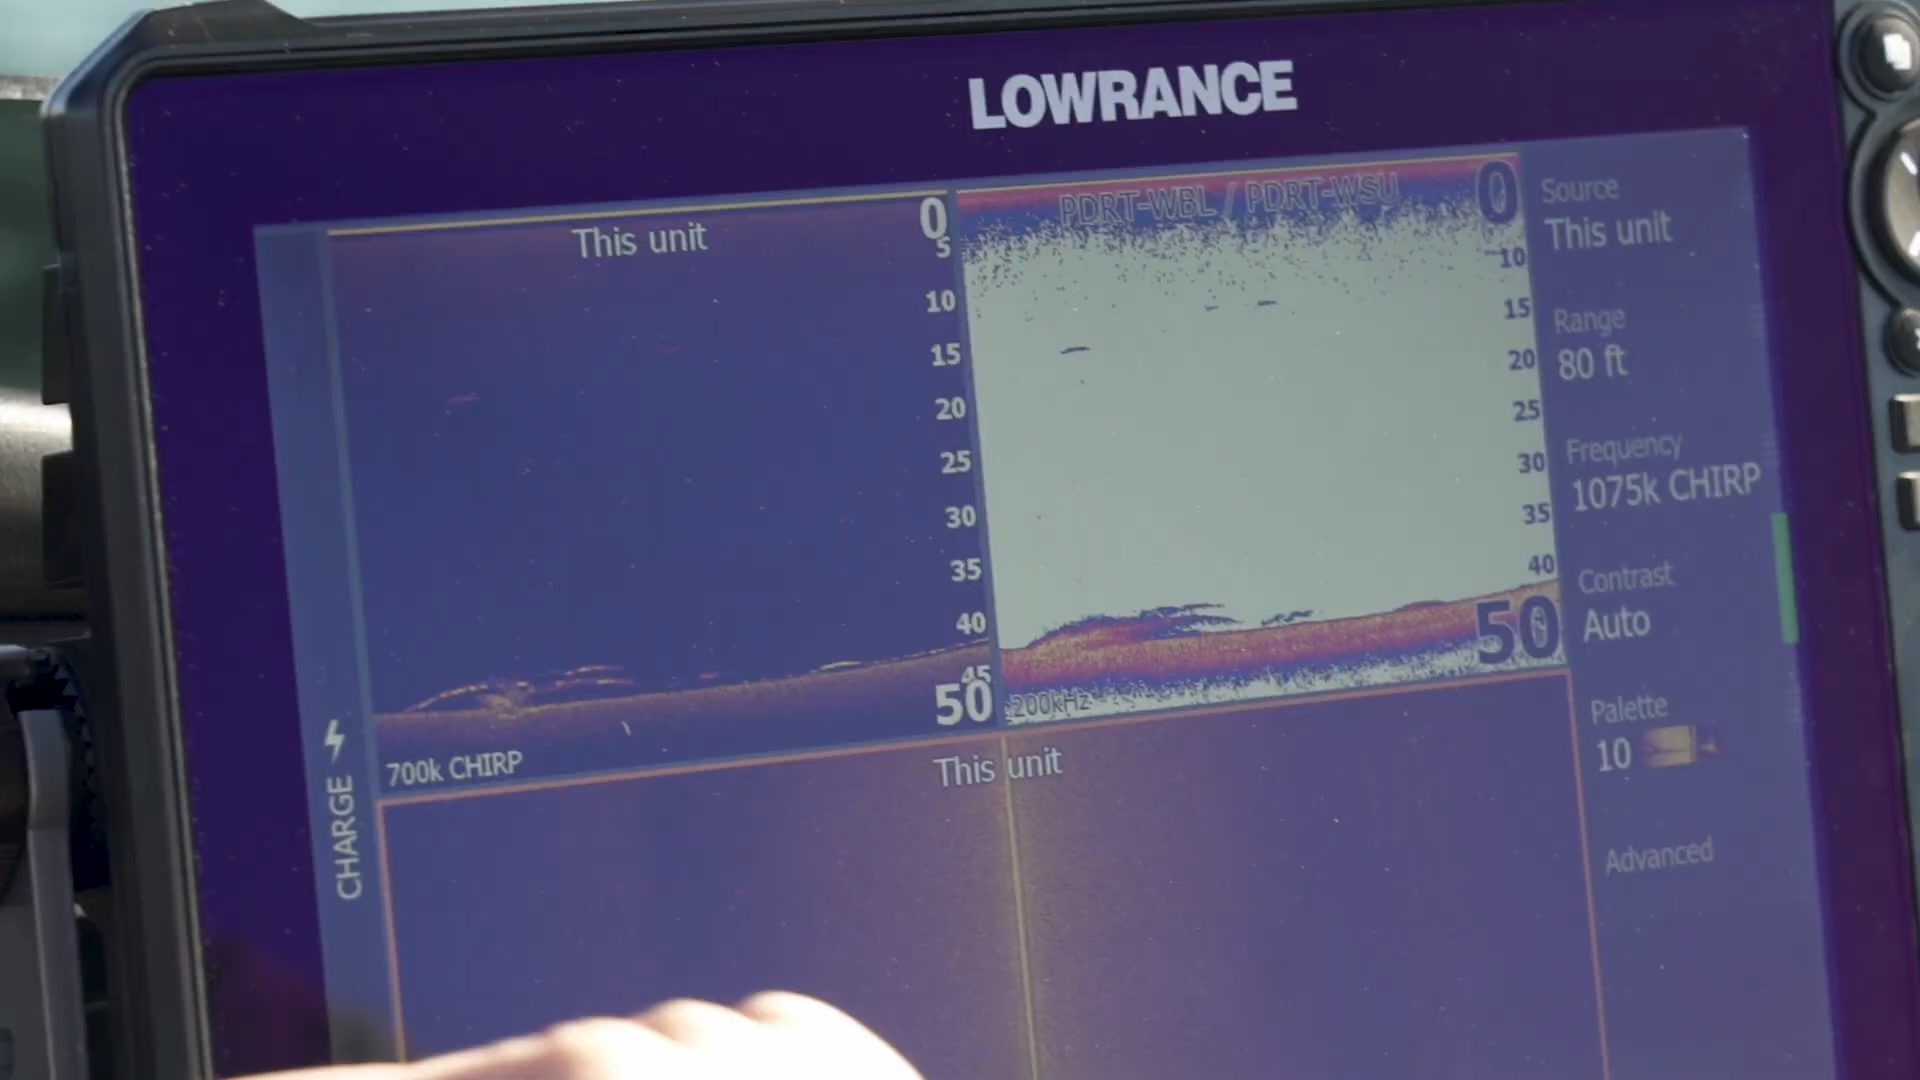 LOWRANCE
This unit
0
5
10
15
20
25
30
35
40
45
50
700k CHIRP
PDRT-WBL / PDRT-WSU
0
10
15
20
25
30
35
40
50
200kHz
This unit
CHARGE
Source
This unit
Range
80 ft
Frequency
1075k CHIRP
Contrast
Auto
Palette
10
Advanced